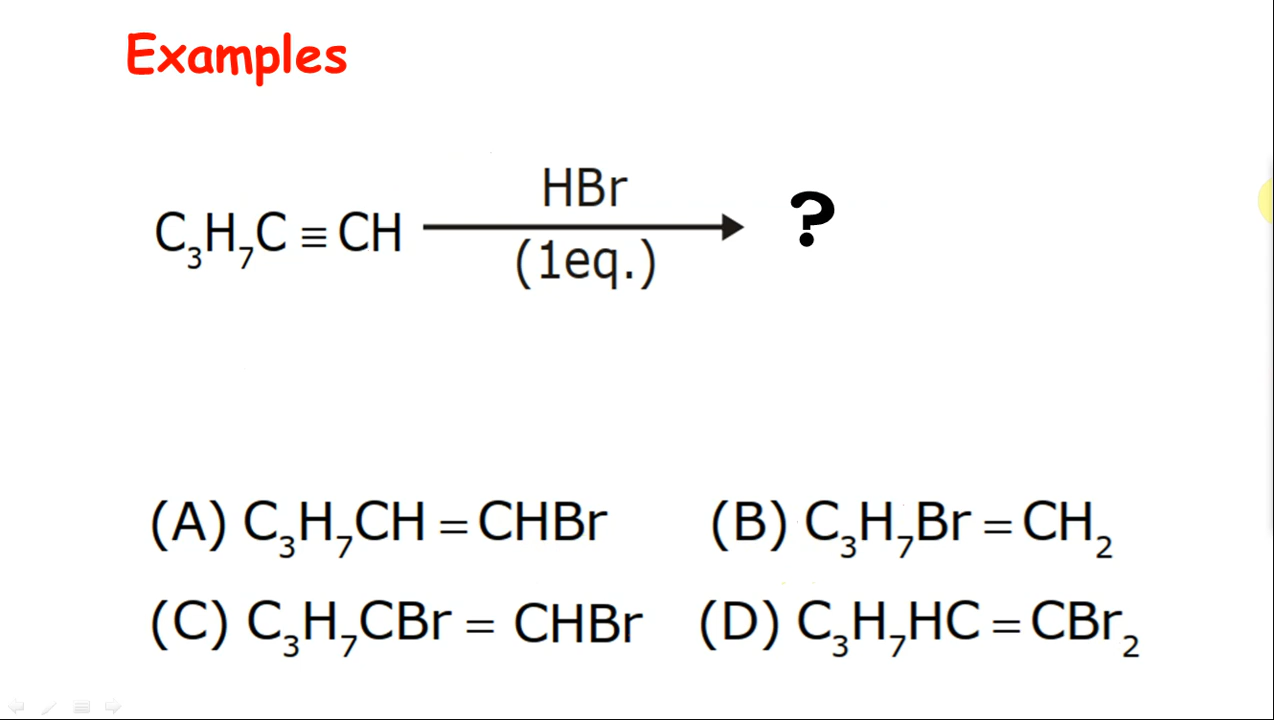 Examples
HBr
C₃H₇C ≡ CH ?
(1eq.)
(A) C₃H₇CH = CHBr (B) C₃H₇Br = CH₂
(C) C₃H₇CBr = CHBr (D) C₃H₇HC = CBr₂